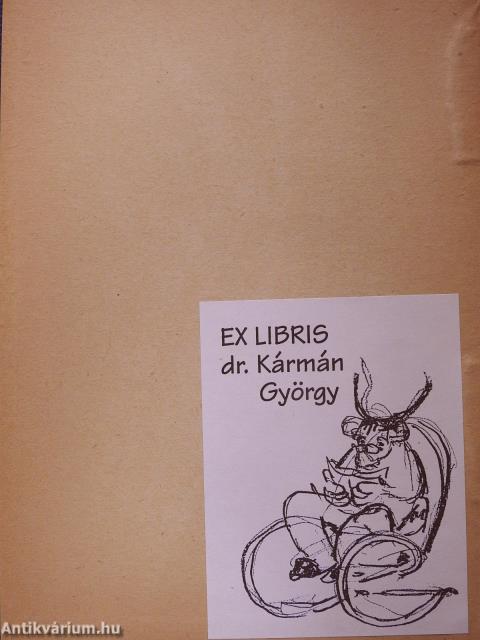 EX LIBRIS
dr. Kármán
György
Antikvárium.hu